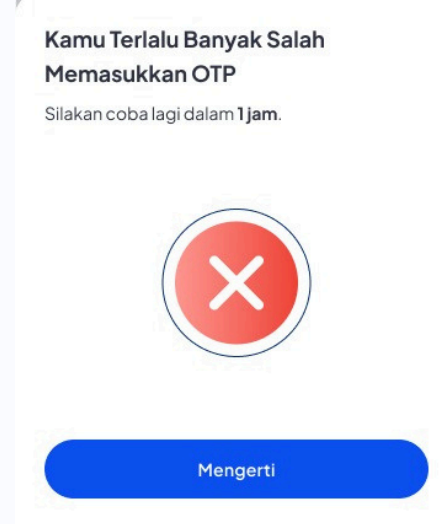 Kamu Terlalu Banyak Salah
Memasukkan OTP
Silakan coba lagi dalam 1 jam.
Mengerti